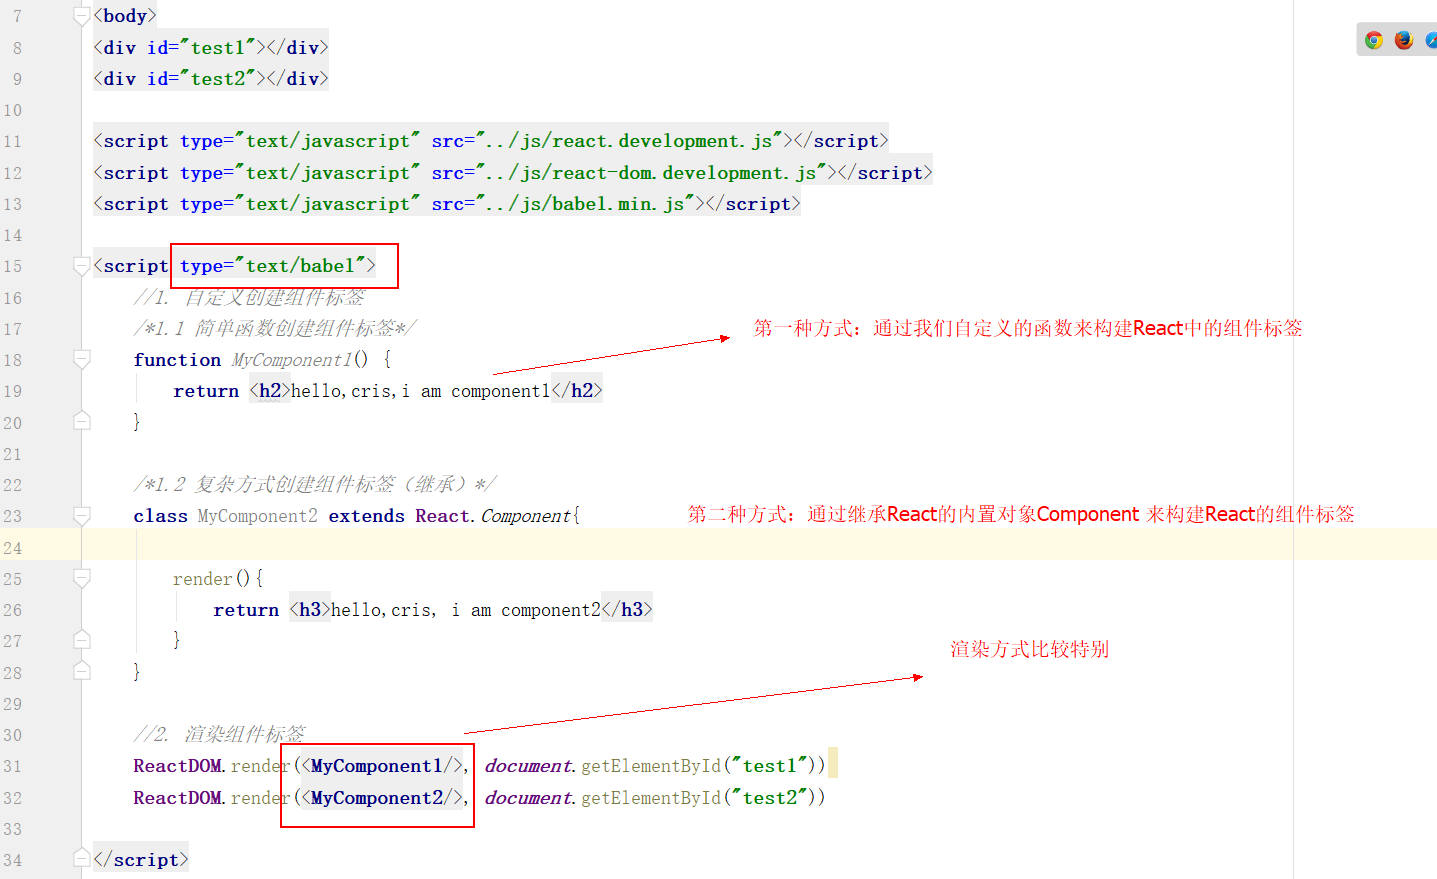 7 <body>
8 <div id="test1"></div>
9 <div id="test2"></div>
10
11 <script type="text/javascript" src="../js/react.development.js"></script>
12 <script type="text/javascript" src="../js/react-dom.development.js"></script>
13 <script type="text/javascript" src="../js/babel.min.js"></script>
14
15 <script type="text/babel">
16 //1. 自定义创建组件标签
17 /*1.1 简单函数创建组件标签*/
第一种方式：通过我们自定义的函数来构建React中的组件标签
18 function MyComponent1() {
19 return <h2>hello,cris,i am component1</h2>
20 }
21
22 /*1.2 复杂方式创建组件标签（继承）*/
23 class MyComponent2 extends React.Component{
第二种方式：通过继承React的内置对象Component 来构建React的组件标签
24
25 render(){
26 return <h3>hello,cris, i am component2</h3>
27 }
渲染方式比较特别
28 }
29
30 //2. 渲染组件标签
31 ReactDOM.render(<MyComponent1/>, document.getElementById("test1"))
32 ReactDOM.render(<MyComponent2/>, document.getElementById("test2"))
33
34 </script>